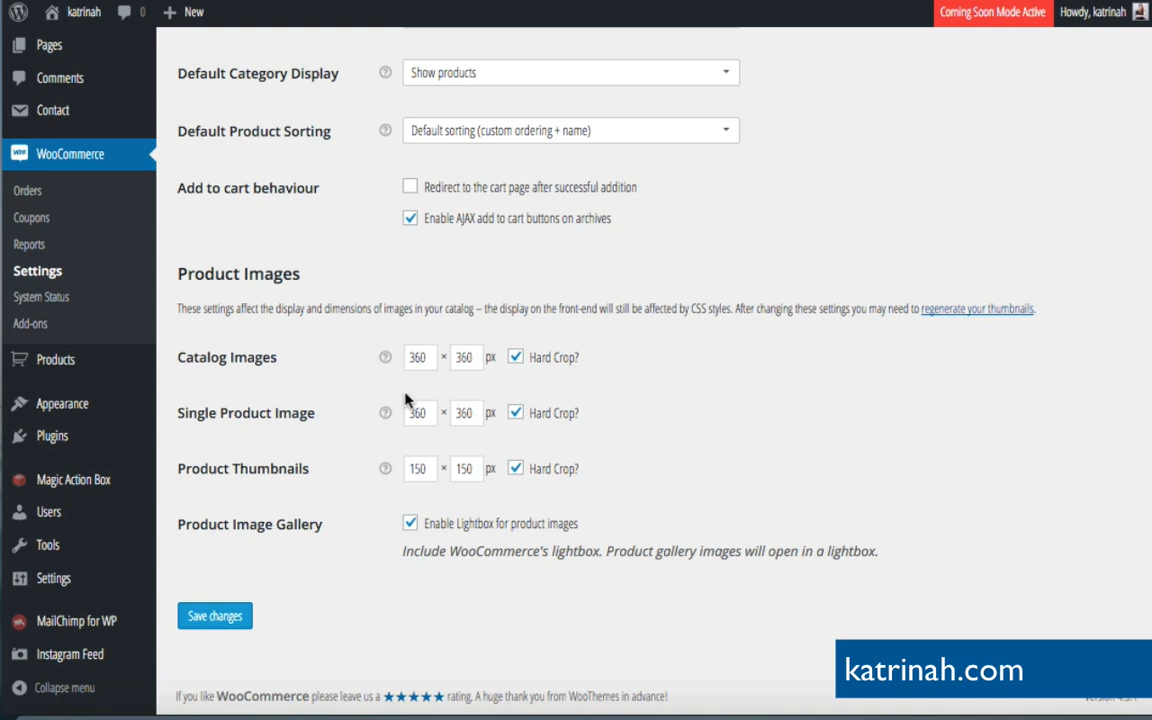 katrinah 0 New Coming Soon Mode Active Howdy, katrinah
Pages
Comments
Contact
WooCommerce
Orders
Coupons
Reports
Settings
System Status
Add-ons
Products
Appearance
Plugins
Magic Action Box
Users
Tools
Settings
MailChimp for WP
Instagram Feed
Collapse menu
Default Category Display ? Show products
Default Product Sorting ? Default sorting (custom ordering + name)
Add to cart behaviour Redirect to the cart page after successful addition
Enable AJAX add to cart buttons on archives
Product Images
These settings affect the display and dimensions of images in your catalog – the display on the front-end will still be affected by CSS styles. After changing these settings you may need to regenerate your thumbnails.
Catalog Images ? 360 × 360 px Hard Crop?
Single Product Image ? 360 × 360 px Hard Crop?
Product Thumbnails ? 150 × 150 px Hard Crop?
Product Image Gallery Enable Lightbox for product images
Include WooCommerce's lightbox. Product gallery images will open in a lightbox.
Save changes
katrinah.com
If you like WooCommerce please leave us a ★★★★★ rating. A huge thank you from WooThemes in advance!